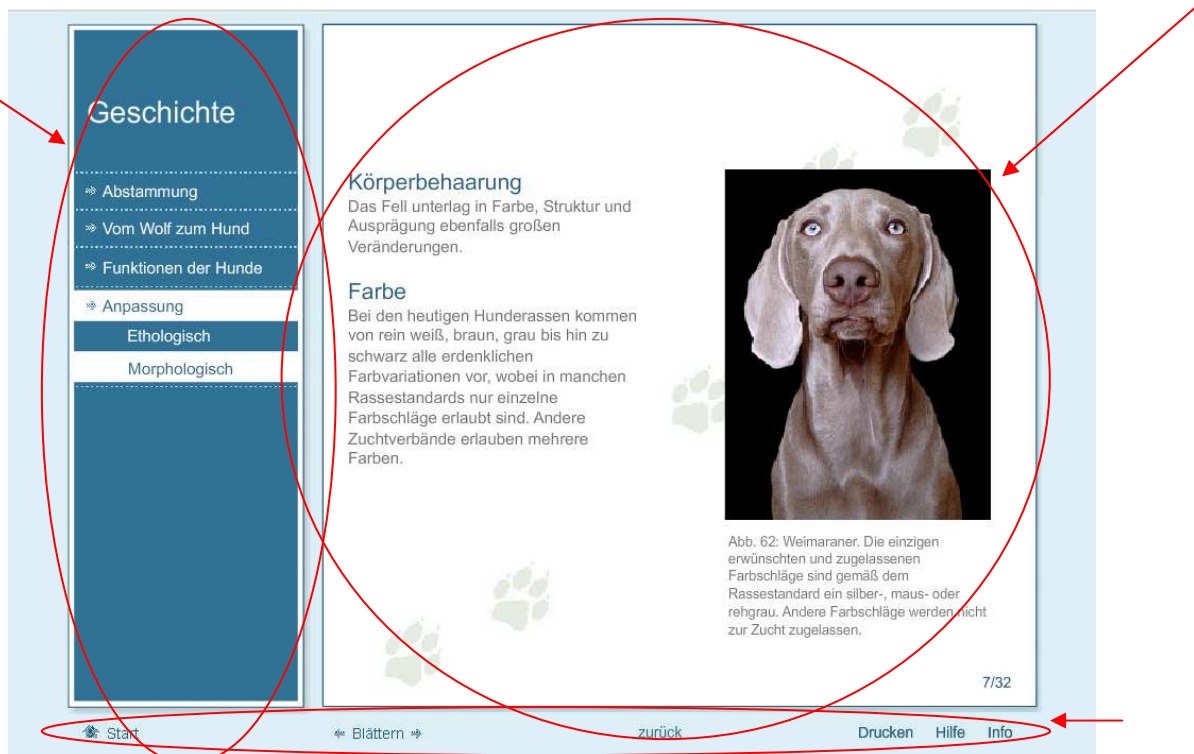 Geschichte
Abstammung
Vom Wolf zum Hund
Funktionen der Hunde
Anpassung
Ethologisch
Morphologisch
Körperbehaarung
Das Fell unterlag in Farbe, Struktur und
Ausprägung ebenfalls großen
Veränderungen.
Farbe
Bei den heutigen Hunderassen kommen
von rein weiß, braun, grau bis hin zu
schwarz alle erdenklichen
Farbvariationen vor, wobei in manchen
Rassestandards nur einzelne
Farbschläge erlaubt sind. Andere
Zuchtverbände erlauben mehrere
Farben.
Abb. 62: Weimaraner. Die einzigen
erwünschten und zugelassenen
Farbschläge sind gemäß dem
Rassestandard ein silber-, maus- oder
rehgrau. Andere Farbschläge werden nicht
zur Zucht zugelassen.
7/32
Start
Blättern
zurück
Drucken Hilfe Info